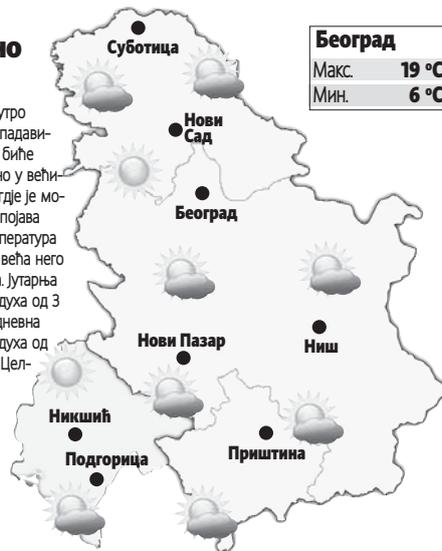 но
утро
падави-
биће
но у већи-
гдје је мо-
појава
пература
већа него
. Јутарња
духа од 3
дневна
духа од
Цел-
Београд
Макс. 19 °C
Мин. 6 °C
Суботица
Нови
Сад
Београд
Нови Пазар
Ниш
Никшић
Подгорица
Приштина